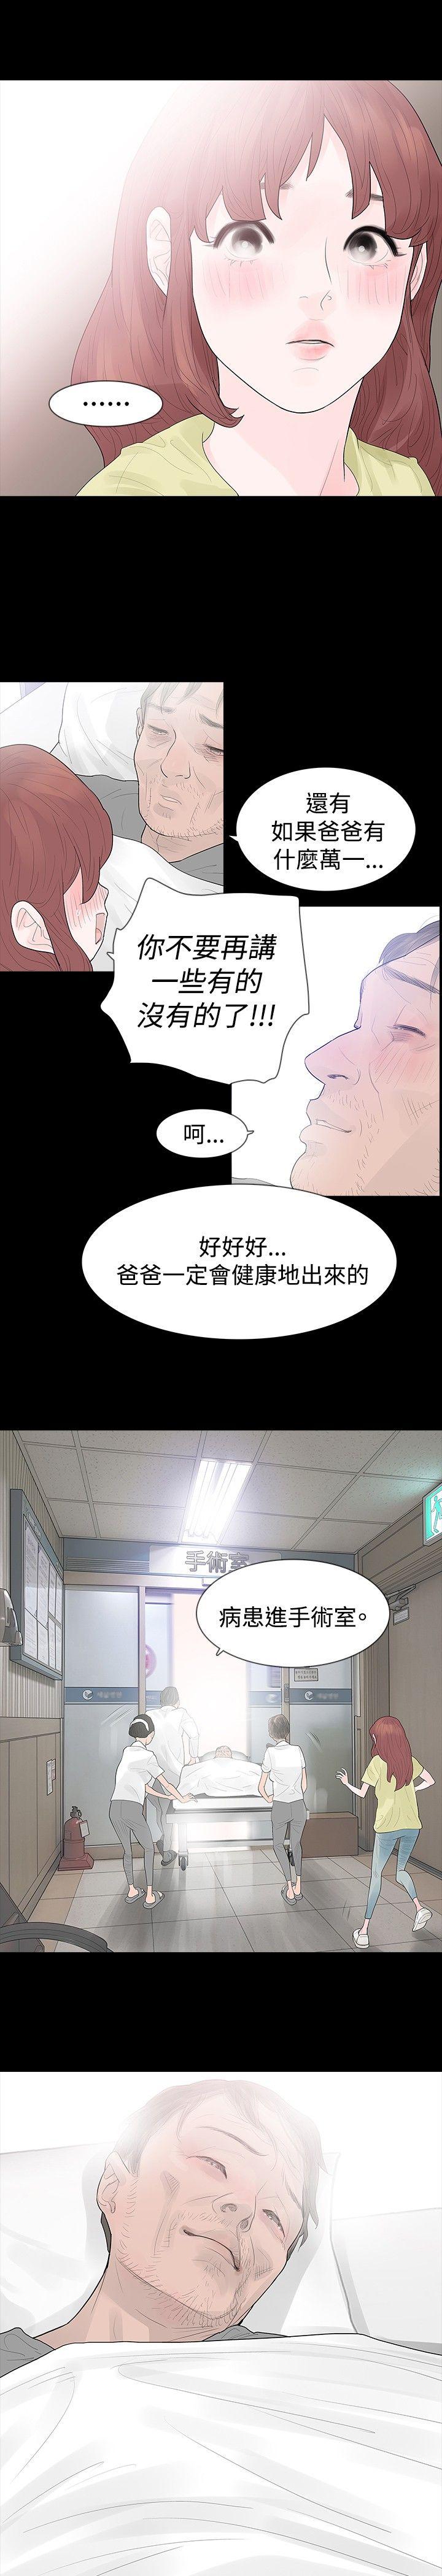 ……
還有
如果爸爸有
什麼萬一...
你不要再講
一些有的
沒有的了!!!
呵...
好好好...
爸爸一定會健康地出來的
手術室
病患進手術室。